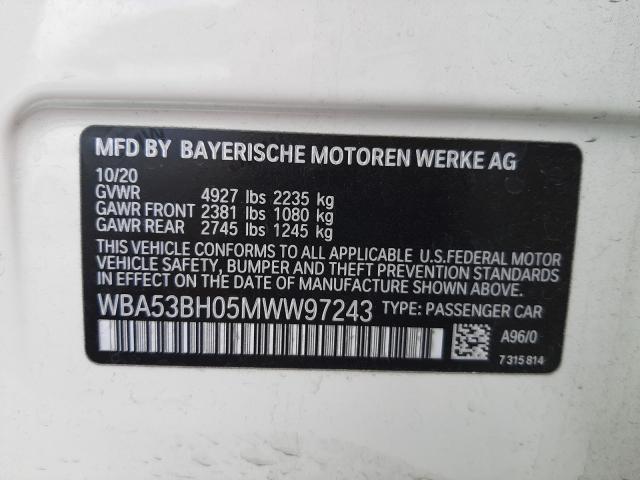 MFD BY BAYERISCHE MOTOREN WERKE AG
10/20
GVWR 4927 lbs 2235 kg
GAWR FRONT 2381 lbs 1080 kg
GAWR REAR 2745 lbs 1245 kg
THIS VEHICLE CONFORMS TO ALL APPLICABLE U.S.FEDERAL MOTOR
VEHICLE SAFETY, BUMPER AND THEFT PREVENTION STANDARDS
IN EFFECT ON THE DATE OF MANUFACTURE SHOWN ABOVE.
WBA53BH05MWW97243 TYPE: PASSENGER CAR
A96/0
7 315 814